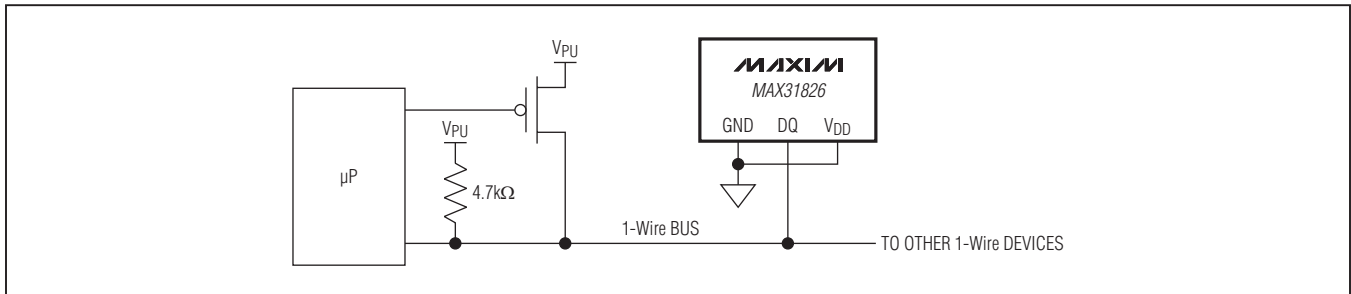 VPU
MAXIM
MAX31826
GND DQ VDD
VPU
µP
4.7kΩ
1-Wire BUS
TO OTHER 1-Wire DEVICES